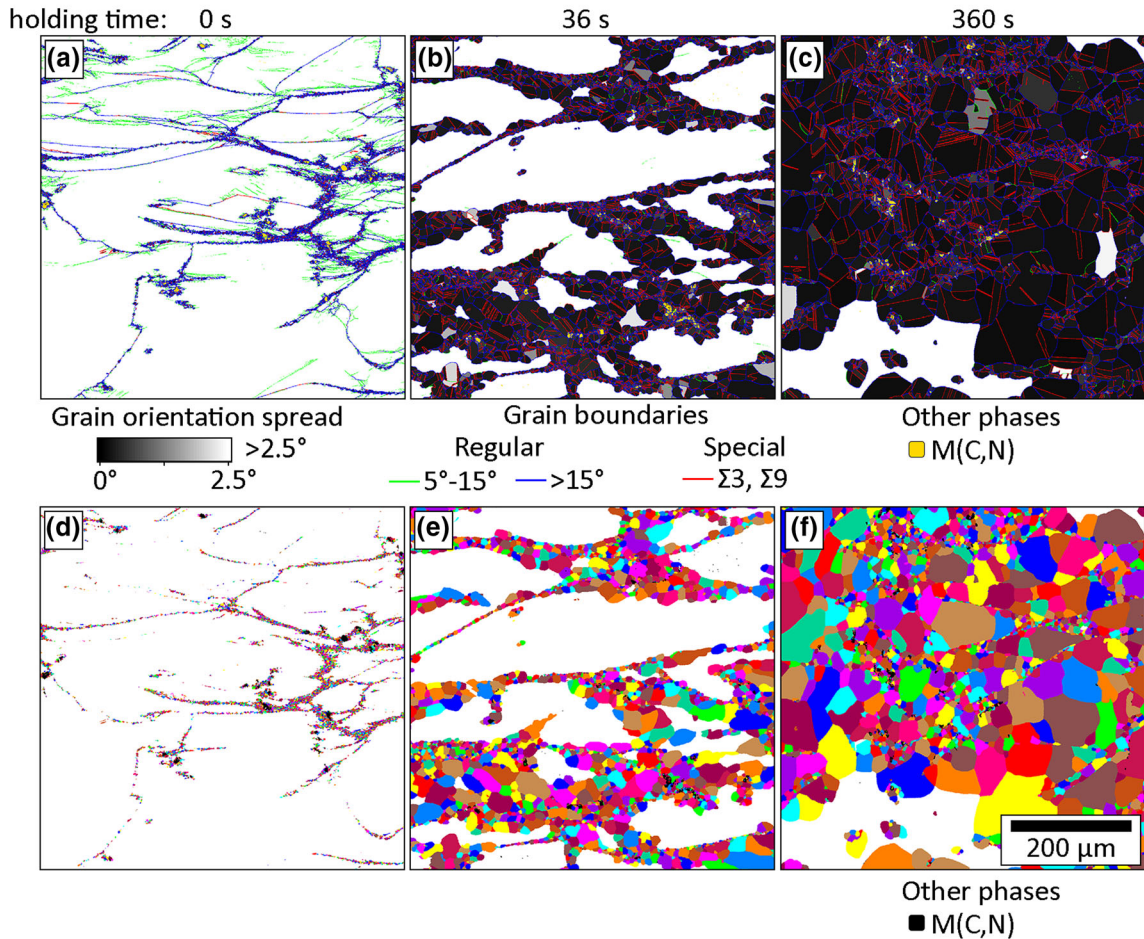 holding time: 0 s 36 s 360 s
(a) (b) (c)
Grain orientation spread Grain boundaries Other phases
>2.5° Regular Special M(C,N)
0° 2.5° 5°-15° >15° Σ3, Σ9
(d) (e) (f)
200 µm
Other phases
M(C,N)